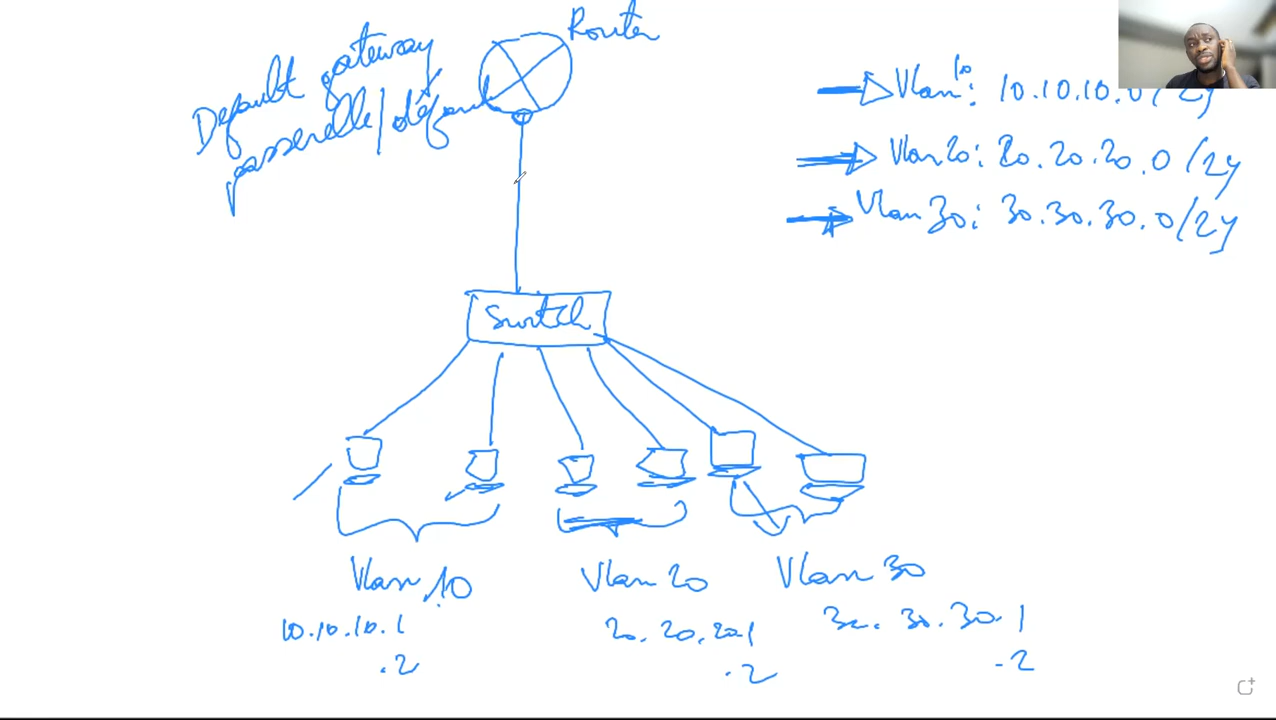 Router
Default gateway
passerelle/défaut
Vlan 10: 10.10.10.0/24
Vlan 20: 20.20.20.0/24
Vlan 30: 30.30.30.0/24
Switch
Vlan 10
10.10.10.1
.2
Vlan 20
20.20.20.1
.2
Vlan 30
30.30.30.1
.2